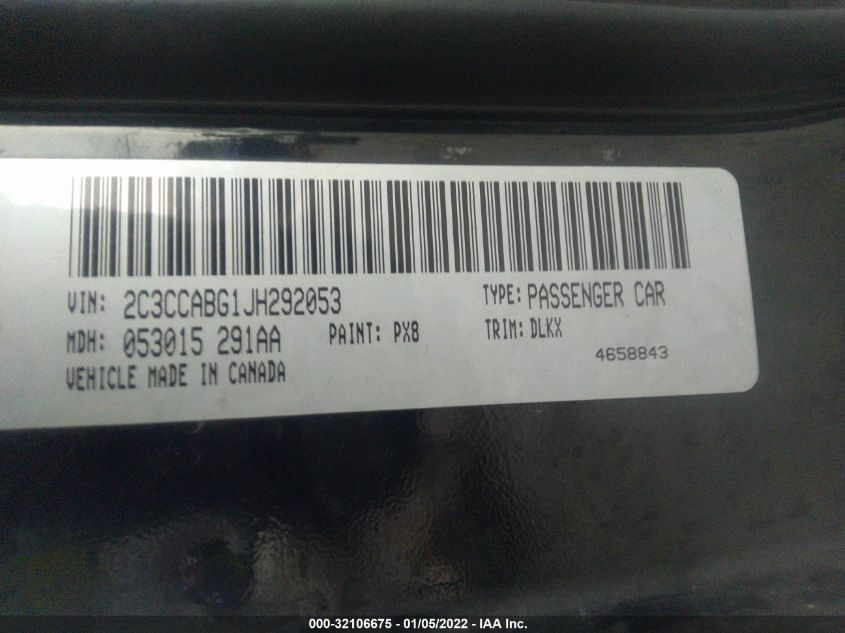 VIN: 2C3CCABG1JH292053 TYPE: PASSENGER CAR
MDH: 053015 291AA PAINT: PX8 TRIM: DLKX
VEHICLE MADE IN CANADA 4658843
000-32106675 - 01/05/2022 - IAA Inc.